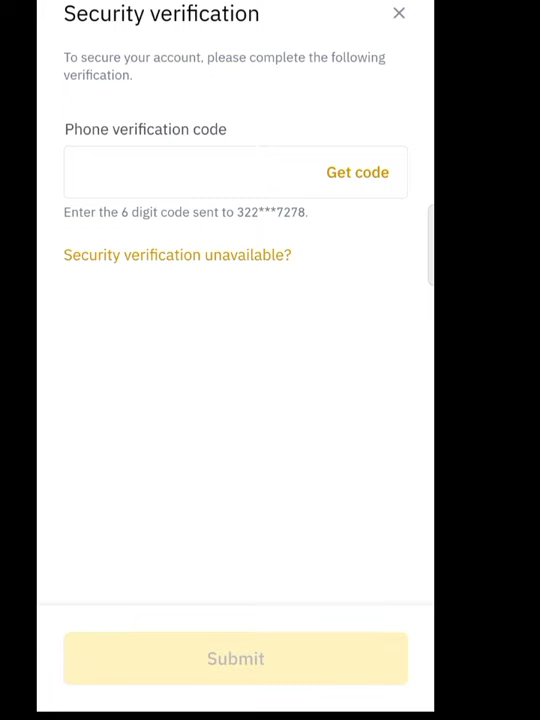 Security verification
To secure your account, please complete the following
verification.
Phone verification code
Get code
Enter the 6 digit code sent to 322***7278.
Security verification unavailable?
Submit